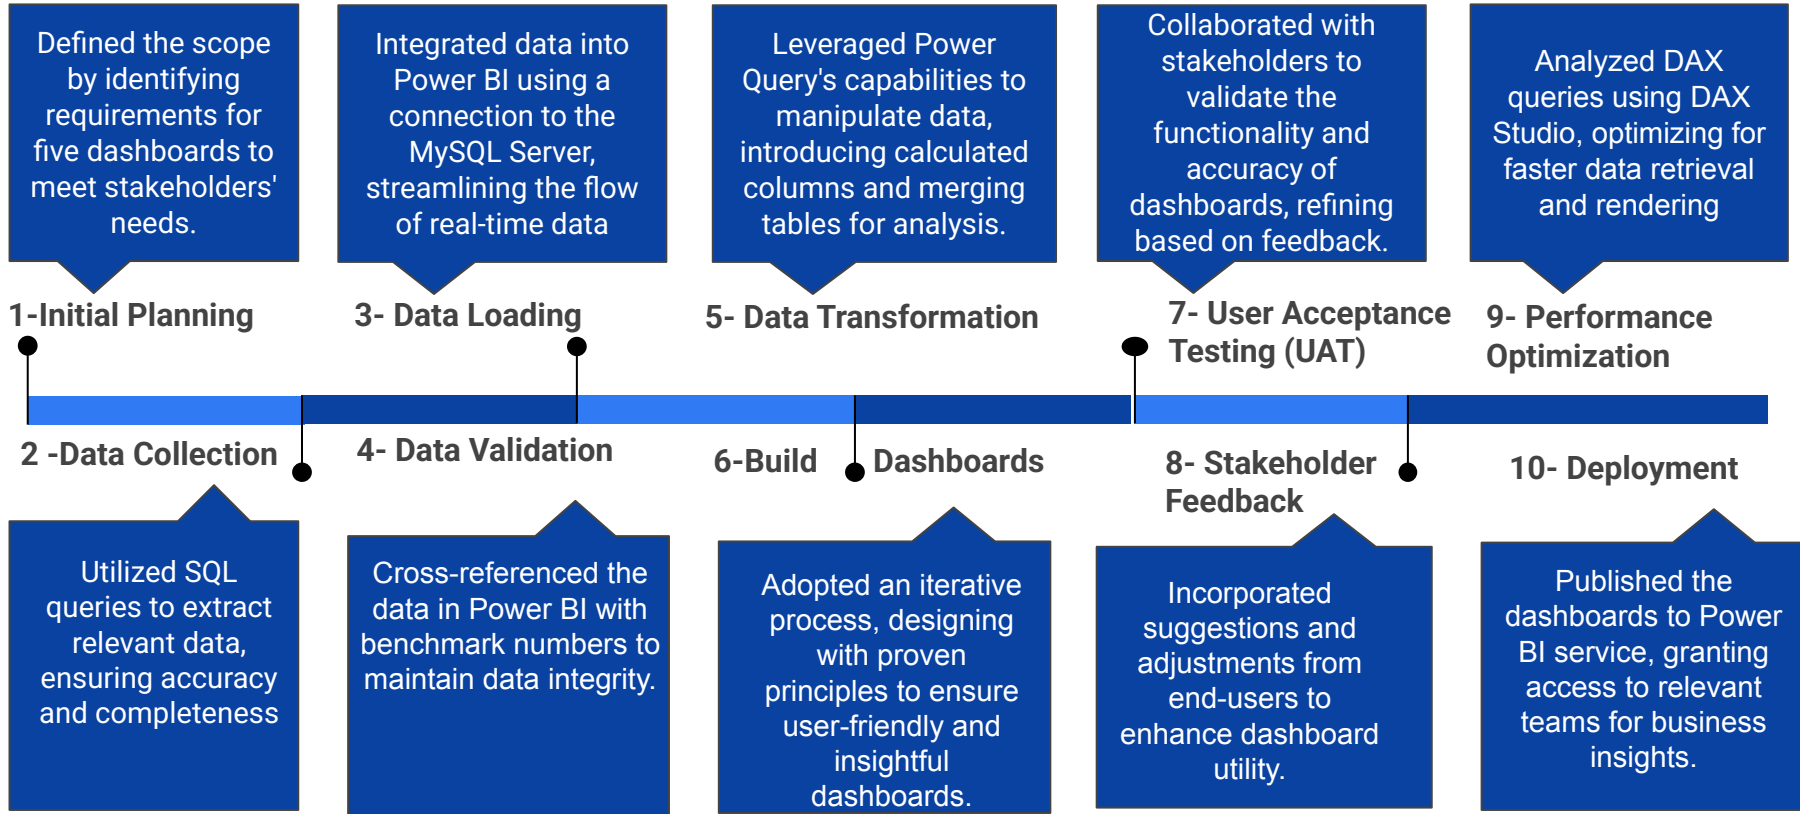 Defined the scope
by identifying
requirements for
five dashboards to
meet stakeholders'
needs.
1-Initial Planning
Integrated data into
Power BI using a
connection to the
MySQL Server,
streamlining the flow
of real-time data
3- Data Loading
Leveraged Power
Query's capabilities to
manipulate data,
introducing calculated
columns and merging
tables for analysis.
5- Data Transformation
Collaborated with
stakeholders to
validate the
functionality and
accuracy of
dashboards, refining
based on feedback.
7- User Acceptance
Testing (UAT)
Analyzed DAX
queries using DAX
Studio, optimizing for
faster data retrieval
and rendering
9- Performance
Optimization
2 -Data Collection
Utilized SQL
queries to extract
relevant data,
ensuring accuracy
and completeness
4- Data Validation
Cross-referenced the
data in Power BI with
benchmark numbers to
maintain data integrity.
6-Build Dashboards
Adopted an iterative
process, designing
with proven
principles to ensure
user-friendly and
insightful
dashboards.
8- Stakeholder
Feedback
Incorporated
suggestions and
adjustments from
end-users to
enhance dashboard
utility.
10- Deployment
Published the
dashboards to Power
BI service, granting
access to relevant
teams for business
insights.